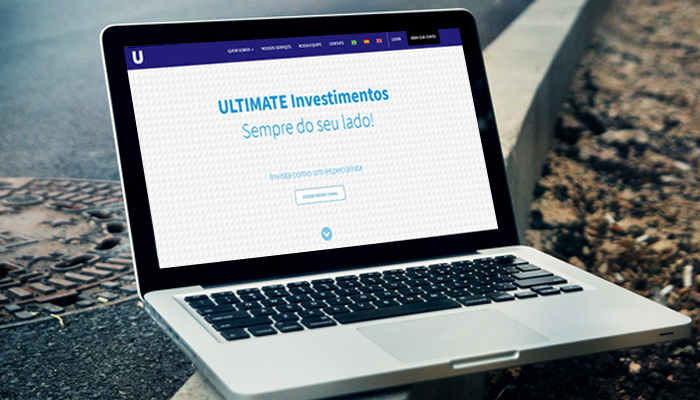 U QUEM SOMOS NOSSOS SERVIÇOS NOSSA EQUIPE CONTATO LOGIN ABRA SUA CONTA
ULTIMATE Investimentos
Sempre do seu lado!
Invista como um especialista